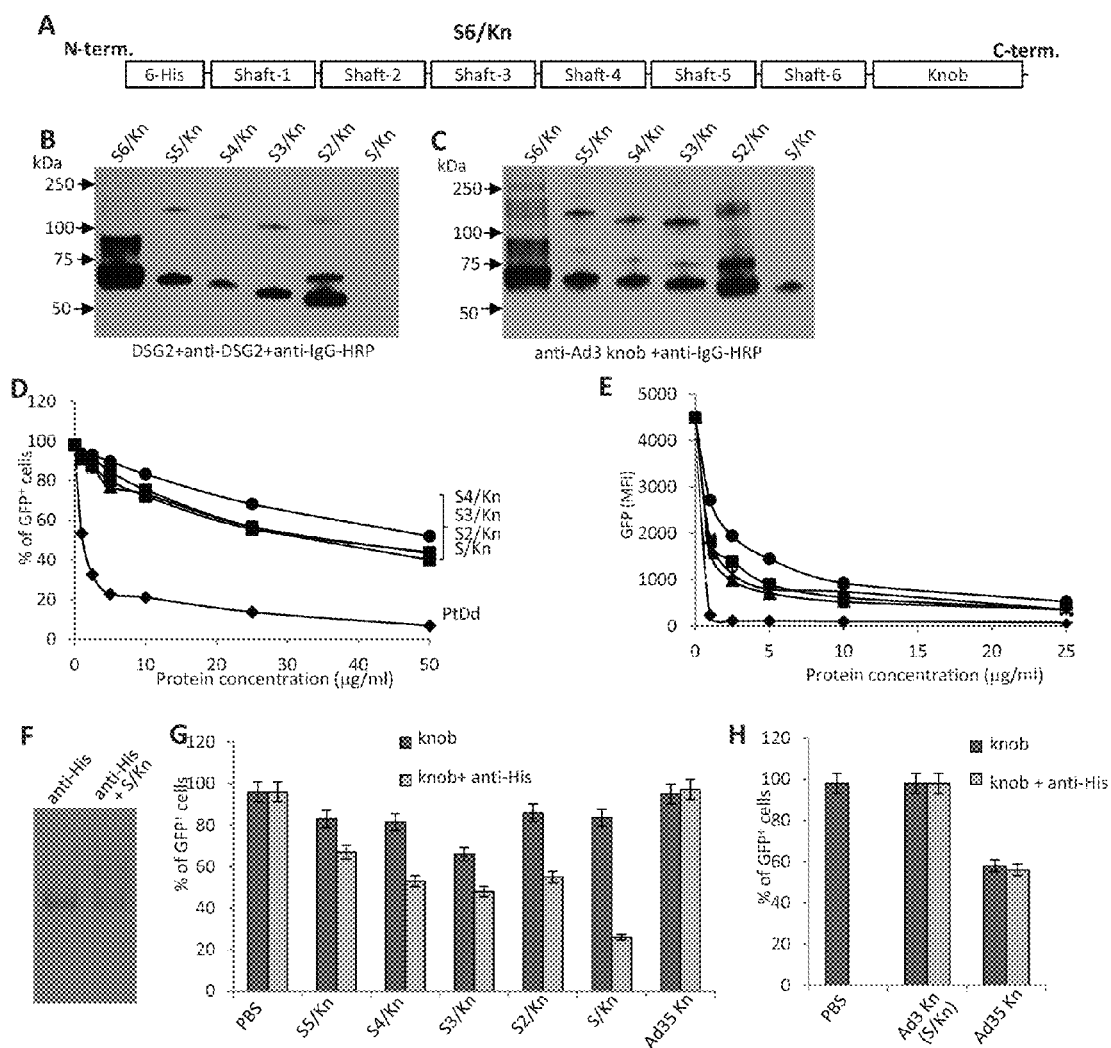 A
S6/Kn
N-term.
C-term.
6-His Shaft-1 Shaft-2 Shaft-3 Shaft-4 Shaft-5 Shaft-6 Knob
B
kDa
S6/Kn S5/Kn S4/Kn S3/Kn S2/Kn S/Kn
250
100
75
50
DSG2+anti-DSG2+anti-IgG-HRP
C
kDa
S6/Kn S5/Kn S4/Kn S3/Kn S2/Kn S/Kn
250
100
75
50
anti-Ad3 knob +anti-IgG-HRP
D
% of GFP+ cells
120
100
80
60
40
20
0
0 10 20 30 40 50
Protein concentration (µg/ml)
S4/Kn
S3/Kn
S2/Kn
S/Kn
PtDd
E
GFP (MFI)
5000
4000
3000
2000
1000
0
0 5 10 15 20 25
Protein concentration (µg/ml)
F
anti-His
anti-His
+ S/Kn
G
% of GFP+ cells
120
100
80
60
40
20
0
knob
knob+ anti-His
PBS S5/Kn S4/Kn S3/Kn S2/Kn S/Kn Ad35 Kn
H
% of GFP+ cells
120
100
80
60
40
20
0
knob
knob + anti-His
PBS Ad3 Kn (S/Kn) Ad35 Kn